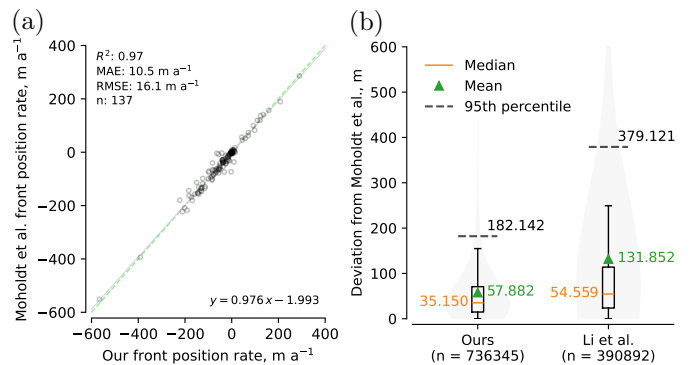 (a)
Moholdt et al. front position rate, m a⁻¹
400
200
0
−200
−400
−600
R²: 0.97
MAE: 10.5 m a⁻¹
RMSE: 16.1 m a⁻¹
n: 137
y = 0.976x − 1.993
−600
−400
−200
0
200
400
Our front position rate, m a⁻¹
(b)
Deviation from Moholdt et al., m
600
500
400
300
200
100
0
Median
Mean
95th percentile
379.121
182.142
131.852
57.882
54.559
35.150
Ours
(n = 736345)
Li et al.
(n = 390892)